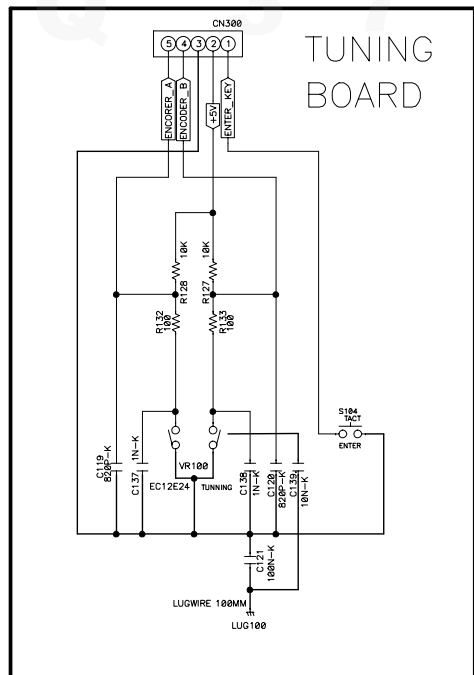 CN300
TUNING
BOARD
5 4 3 2 1
ENCORER_A
ENCODER_B
+5V
ENTER_KEY
10K
R128
10K
R127
R132
100
R133
100
S104
TACT
ENTER
C119
820P-K
C137
1N-K
VR100
EC12E24
TUNNING
C138
1N-K
C120
820P-K
C139
10N-K
C121
100N-K
LUGWIRE 100MM
LUG100